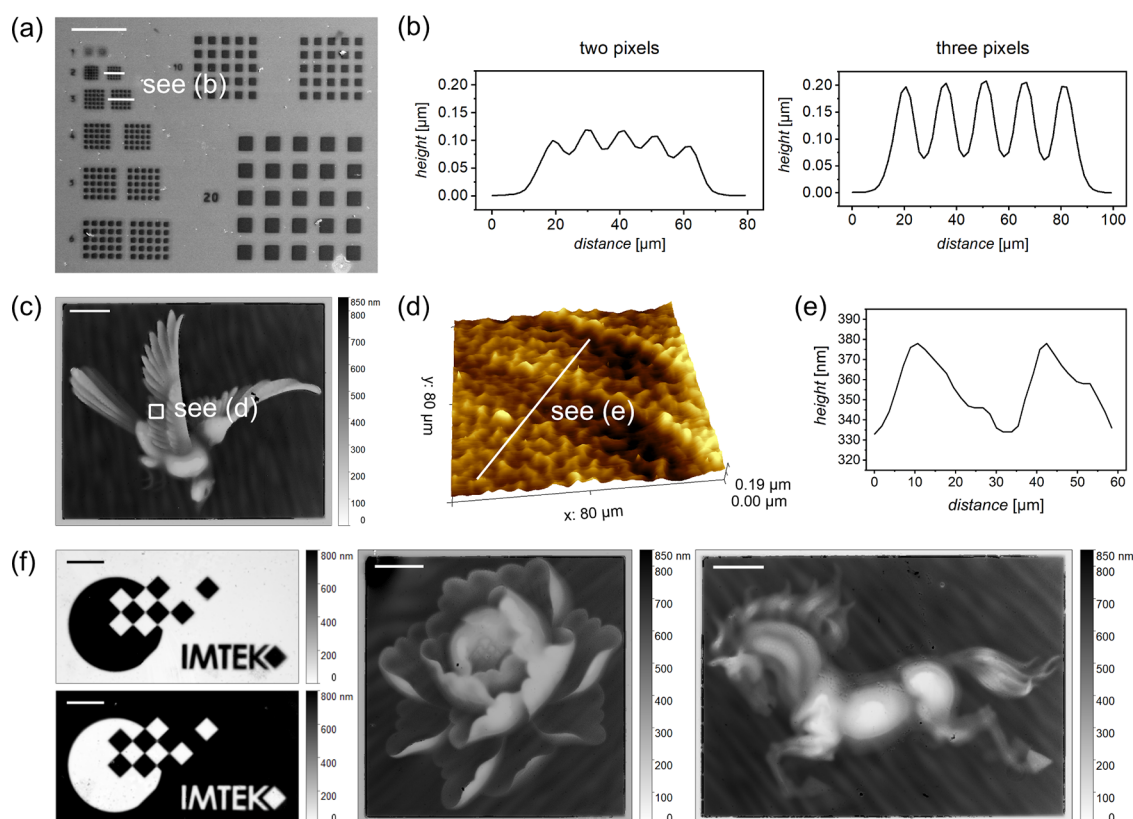 (a)
1
2
3
4
5
6
10
20
see (b)
(b)
two pixels
three pixels
height [µm]
0.20
0.15
0.10
0.05
0.00
0 20 40 60 80
distance [µm]
height [µm]
0.20
0.15
0.10
0.05
0.00
0 20 40 60 80 100
distance [µm]
(c)
see (d)
850 nm
800
700
600
500
400
300
200
100
0
(d)
see (e)
y: 80 µm
x: 80 µm
0.19 µm
0.00 µm
(e)
height [nm]
390
380
370
360
350
340
330
320
0 10 20 30 40 50 60
distance [µm]
(f)
IMTEK
800 nm
600
400
200
0
IMTEK
800 nm
600
400
200
0
850 nm
800
700
600
500
400
300
200
100
0
850 nm
800
700
600
500
400
300
200
100
0